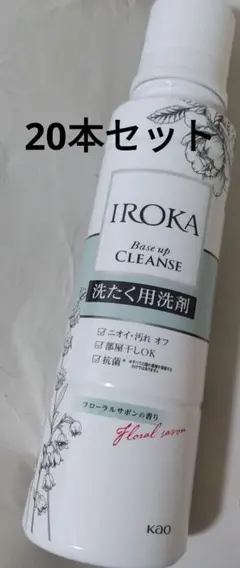 20本セット
IROKA
Base up
CLEANSE
洗たく用洗剤
ニオイ・汚れ オフ
部屋干しOK
抗菌*
フローラルサボンの香り
Floral savon
Kao